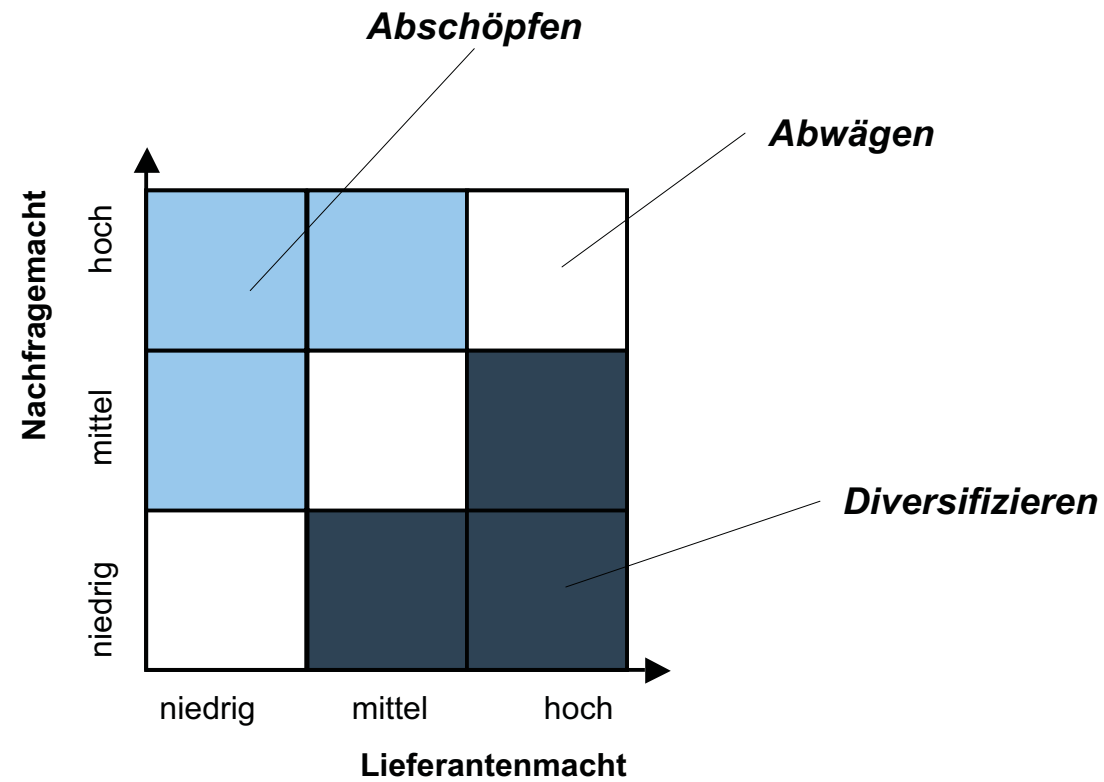 Abschöpfen
Abwägen
Nachfragemacht
hoch
mittel
niedrig
Diversifizieren
niedrig mittel hoch
Lieferantenmacht